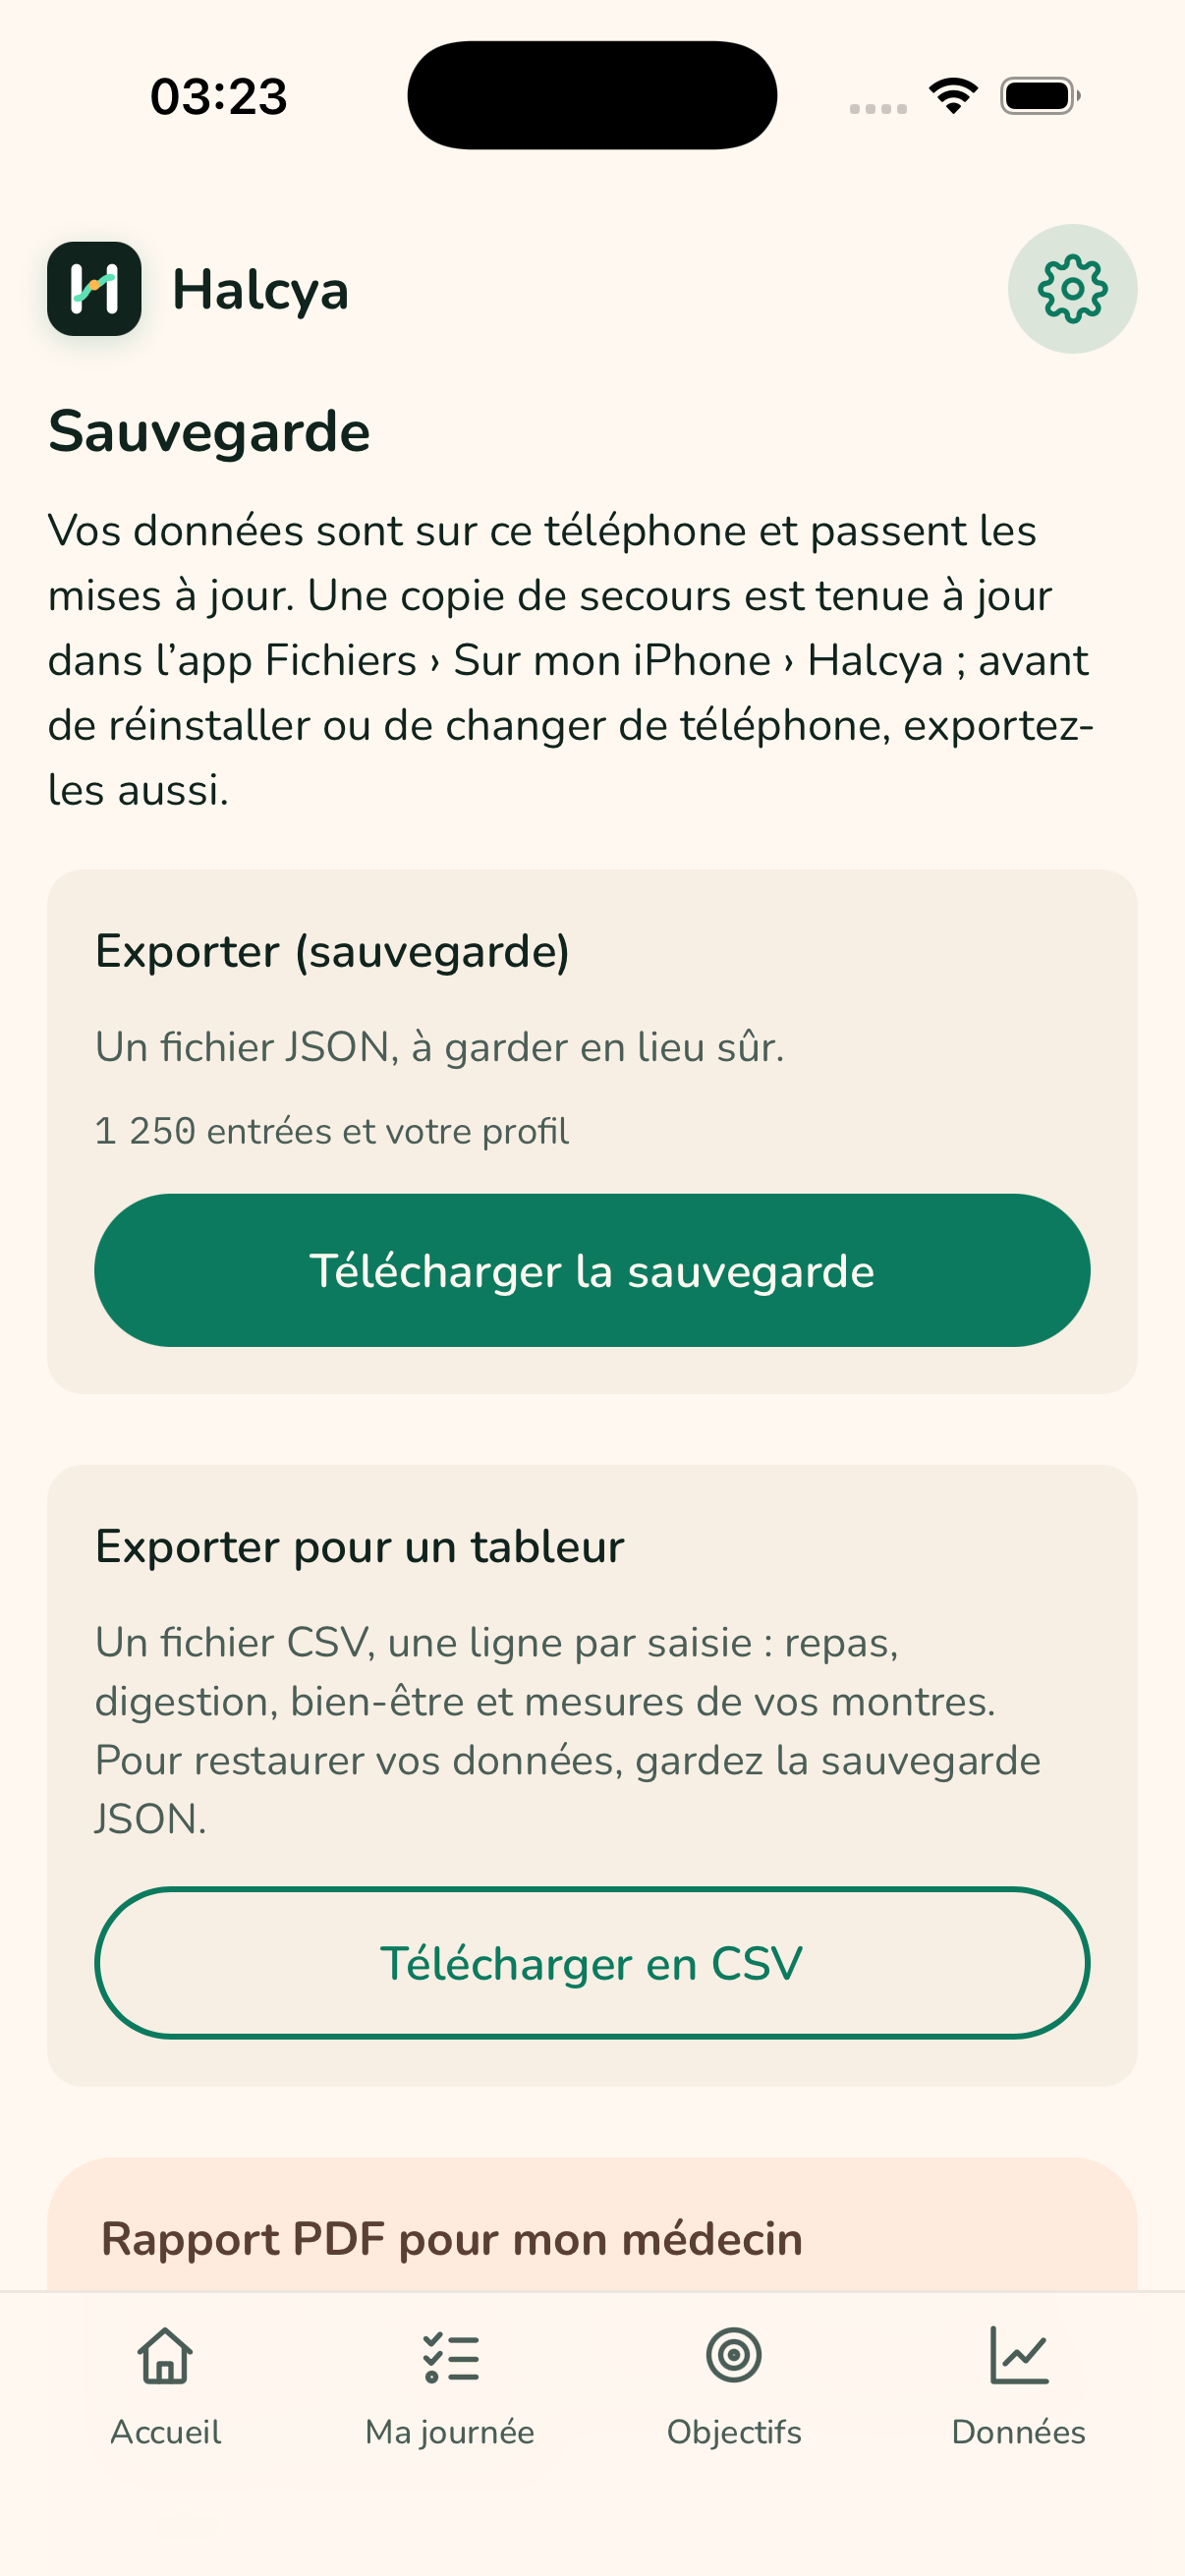 03:23
Halcya
Sauvegarde
Vos données sont sur ce téléphone et passent les
mises à jour. Une copie de secours est tenue à jour
dans l’app Fichiers › Sur mon iPhone › Halcya ; avant
de réinstaller ou de changer de téléphone, exportez-
les aussi.
Exporter (sauvegarde)
Un fichier JSON, à garder en lieu sûr.
1 250 entrées et votre profil
Télécharger la sauvegarde
Exporter pour un tableur
Un fichier CSV, une ligne par saisie : repas,
digestion, bien-être et mesures de vos montres.
Pour restaurer vos données, gardez la sauvegarde
JSON.
Télécharger en CSV
Rapport PDF pour mon médecin
Accueil
Ma journée
Objectifs
Données